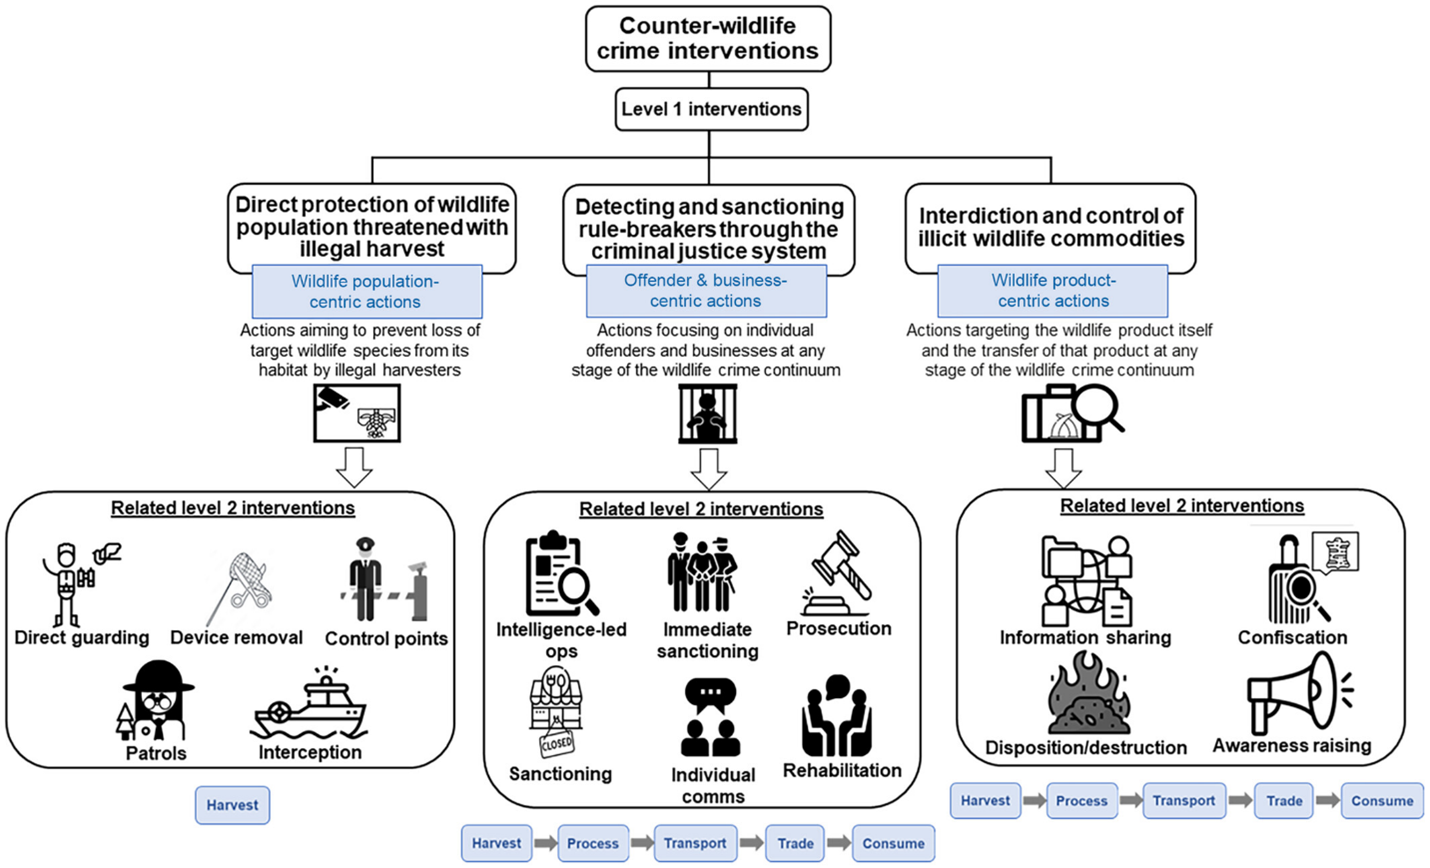 Counter-wildlife
crime interventions
Level 1 interventions
Direct protection of wildlife
population threatened with
illegal harvest
Wildlife population-
centric actions
Actions aiming to prevent loss of
target wildlife species from its
habitat by illegal harvesters
Detecting and sanctioning
rule-breakers through the
criminal justice system
Offender & business-
centric actions
Actions focusing on individual
offenders and businesses at any
stage of the wildlife crime continuum
Interdiction and control of
illicit wildlife commodities
Wildlife product-
centric actions
Actions targeting the wildlife product itself
and the transfer of that product at any
stage of the wildlife crime continuum
Related level 2 interventions
Direct guarding
Device removal
Control points
Patrols
Interception
Harvest
Related level 2 interventions
Intelligence-led
ops
Immediate
sanctioning
Prosecution
CLOSED
Sanctioning
Individual
comms
Rehabilitation
Harvest
Process
Transport
Trade
Consume
Related level 2 interventions
Information sharing
Confiscation
Disposition/destruction
Awareness raising
Harvest
Process
Transport
Trade
Consume